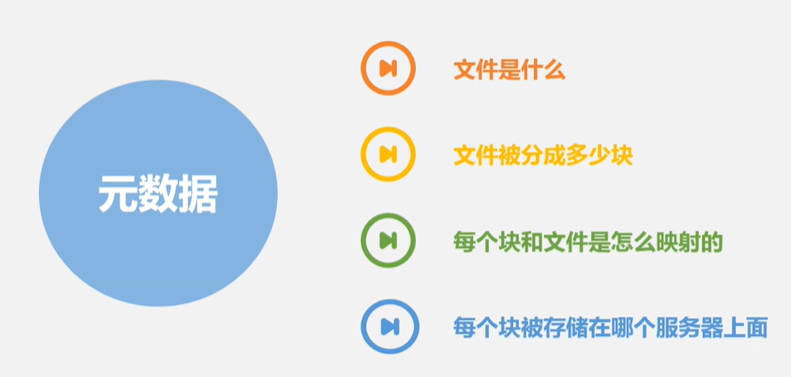 元数据
文件是什么
文件被分成多少块
每个块和文件是怎么映射的
每个块被存储在哪个服务器上面